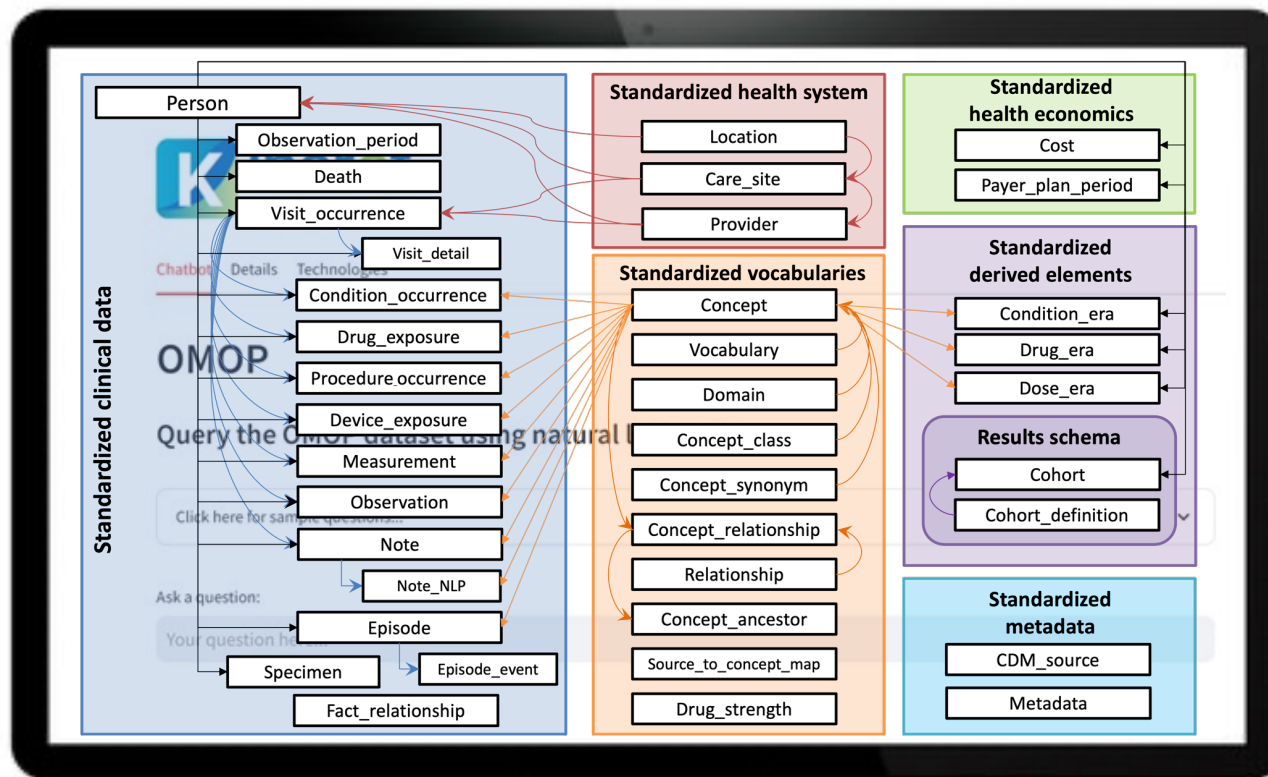 Standardized clinical data
Person
Observation_period
Death
Visit_occurrence
Visit_detail
Condition_occurrence
Drug_exposure
Procedure_occurrence
Device_exposure
Measurement
Observation
Note
Note_NLP
Episode
Episode_event
Specimen
Fact_relationship
K
Chatbot Details Technologies
OMOP
Query the OMOP dataset using natural l
Click here for sample questions...
Ask a question:
Your question here...
Standardized health system
Location
Care_site
Provider
Standardized vocabularies
Concept
Vocabulary
Domain
Concept_class
Concept_synonym
Concept_relationship
Relationship
Concept_ancestor
Source_to_concept_map
Drug_strength
Standardized
health economics
Cost
Payer_plan_period
Standardized
derived elements
Condition_era
Drug_era
Dose_era
Results schema
Cohort
Cohort_definition
Standardized
metadata
CDM_source
Metadata